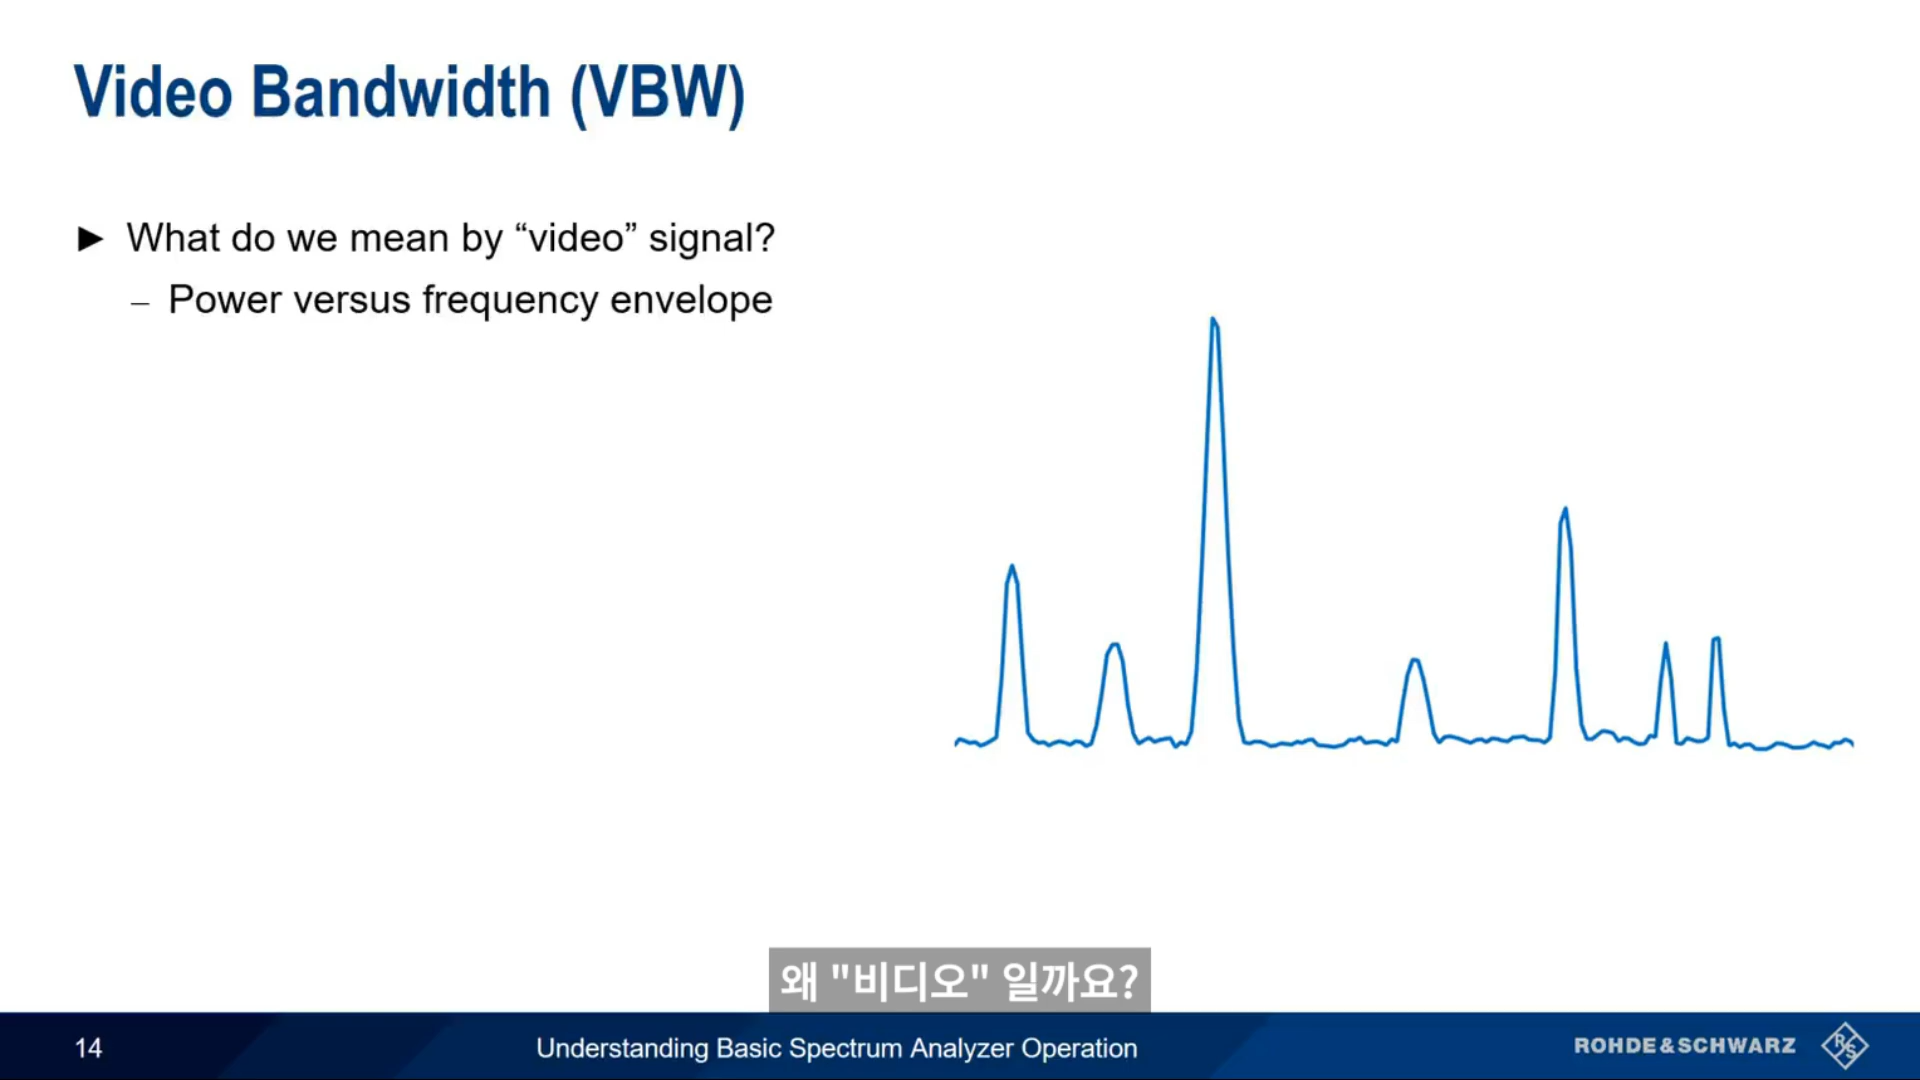 Video Bandwidth (VBW)
► What do we mean by “video” signal?
– Power versus frequency envelope
왜 "비디오" 일까요?
14
Understanding Basic Spectrum Analyzer Operation
ROHDE&SCHWARZ
R&S